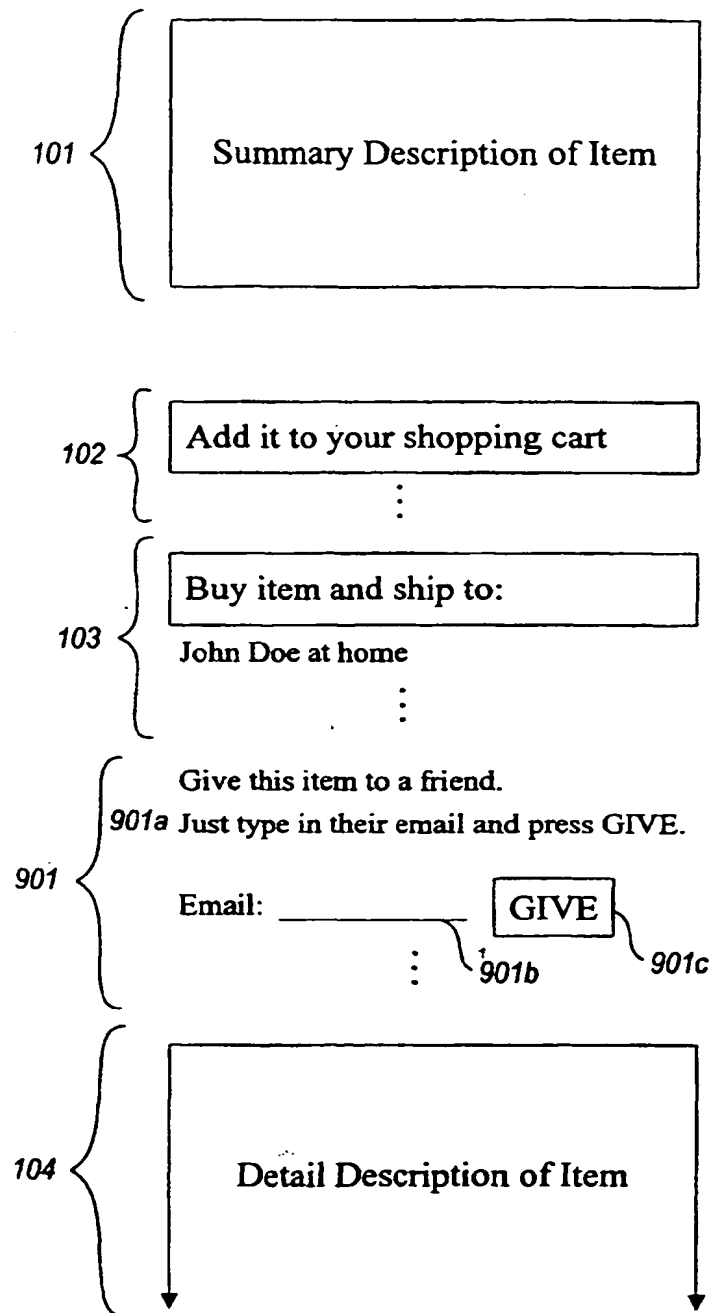 101
Summary Description of Item
102
Add it to your shopping cart
103
Buy item and ship to:
John Doe at home
901
Give this item to a friend.
901a Just type in their email and press GIVE.
Email: ____________ GIVE
901b
901c
104
Detail Description of Item